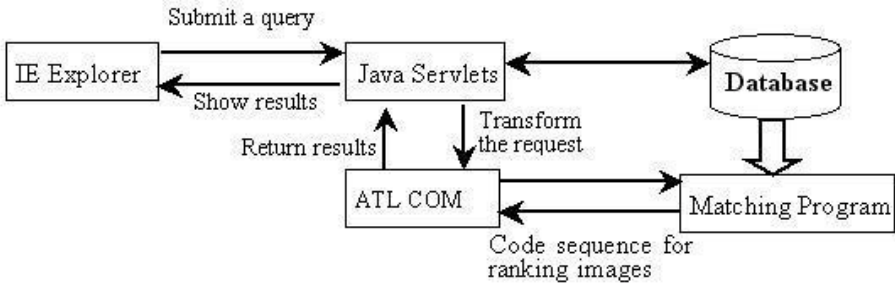 Submit a query
IE Explorer
Java Servlets
Database
Show results
Return results
Transform
the request
ATL COM
Matching Program
Code sequence for
ranking images